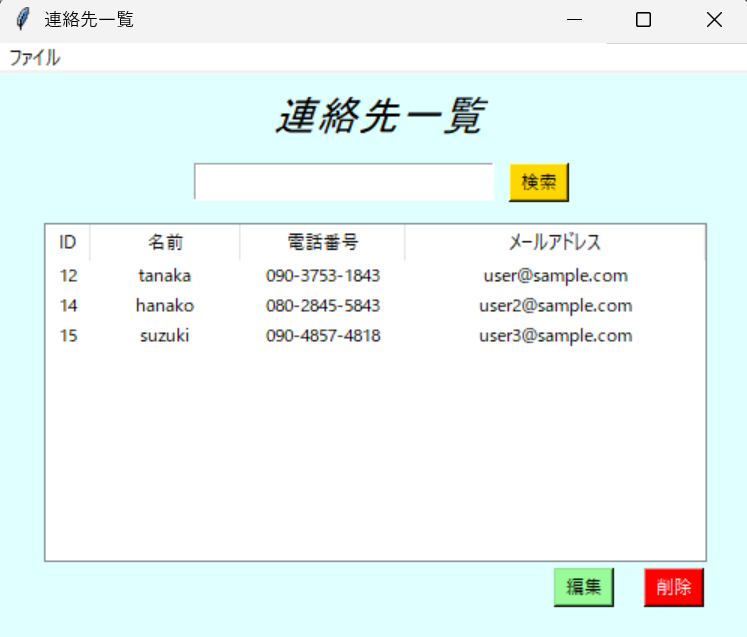 連絡先一覧
ファイル
連絡先一覧
検索
ID 名前 電話番号 メールアドレス
12 tanaka 090-3753-1843 user@sample.com
14 hanako 080-2845-5843 user2@sample.com
15 suzuki 090-4857-4818 user3@sample.com
編集 削除